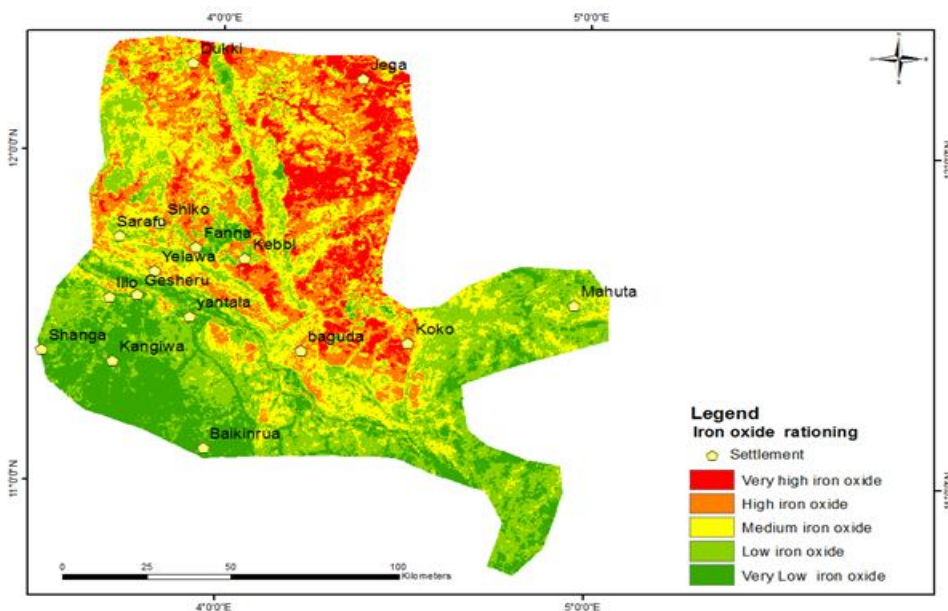 4°0'0"E 5°0'0"E
Dukki
Jega
12°0'0"N
Shiko
Sarafu
Fanna
Kebbi
Yelawa
Gesheru
Illo
yantala
Mahuta
Shanga
Kangiwa
baguda
Koko
Baikinrua
11°0'0"N
Legend
Iron oxide rationing
Settlement
Very high iron oxide
High iron oxide
Medium iron oxide
Low iron oxide
Very Low iron oxide
0 25 50 100
Kilometers
4°0'0"E 5°0'0"E